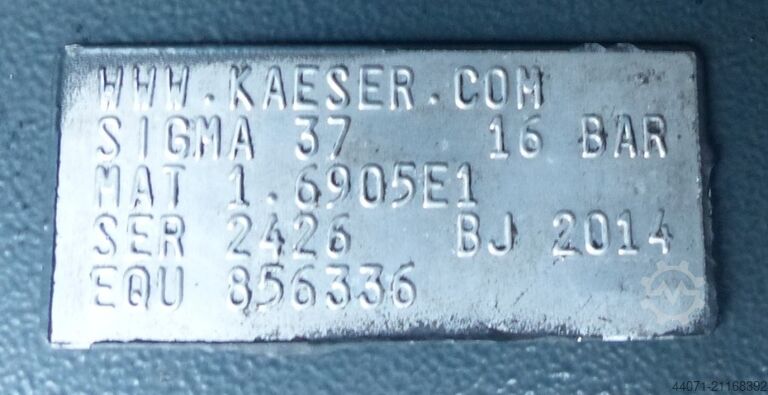 WWW.KAESER.COM
SIGMA 37 16 BAR
MAT 1.6905E1
SER 2426 BJ 2014
EQU 856336
44071-21168392